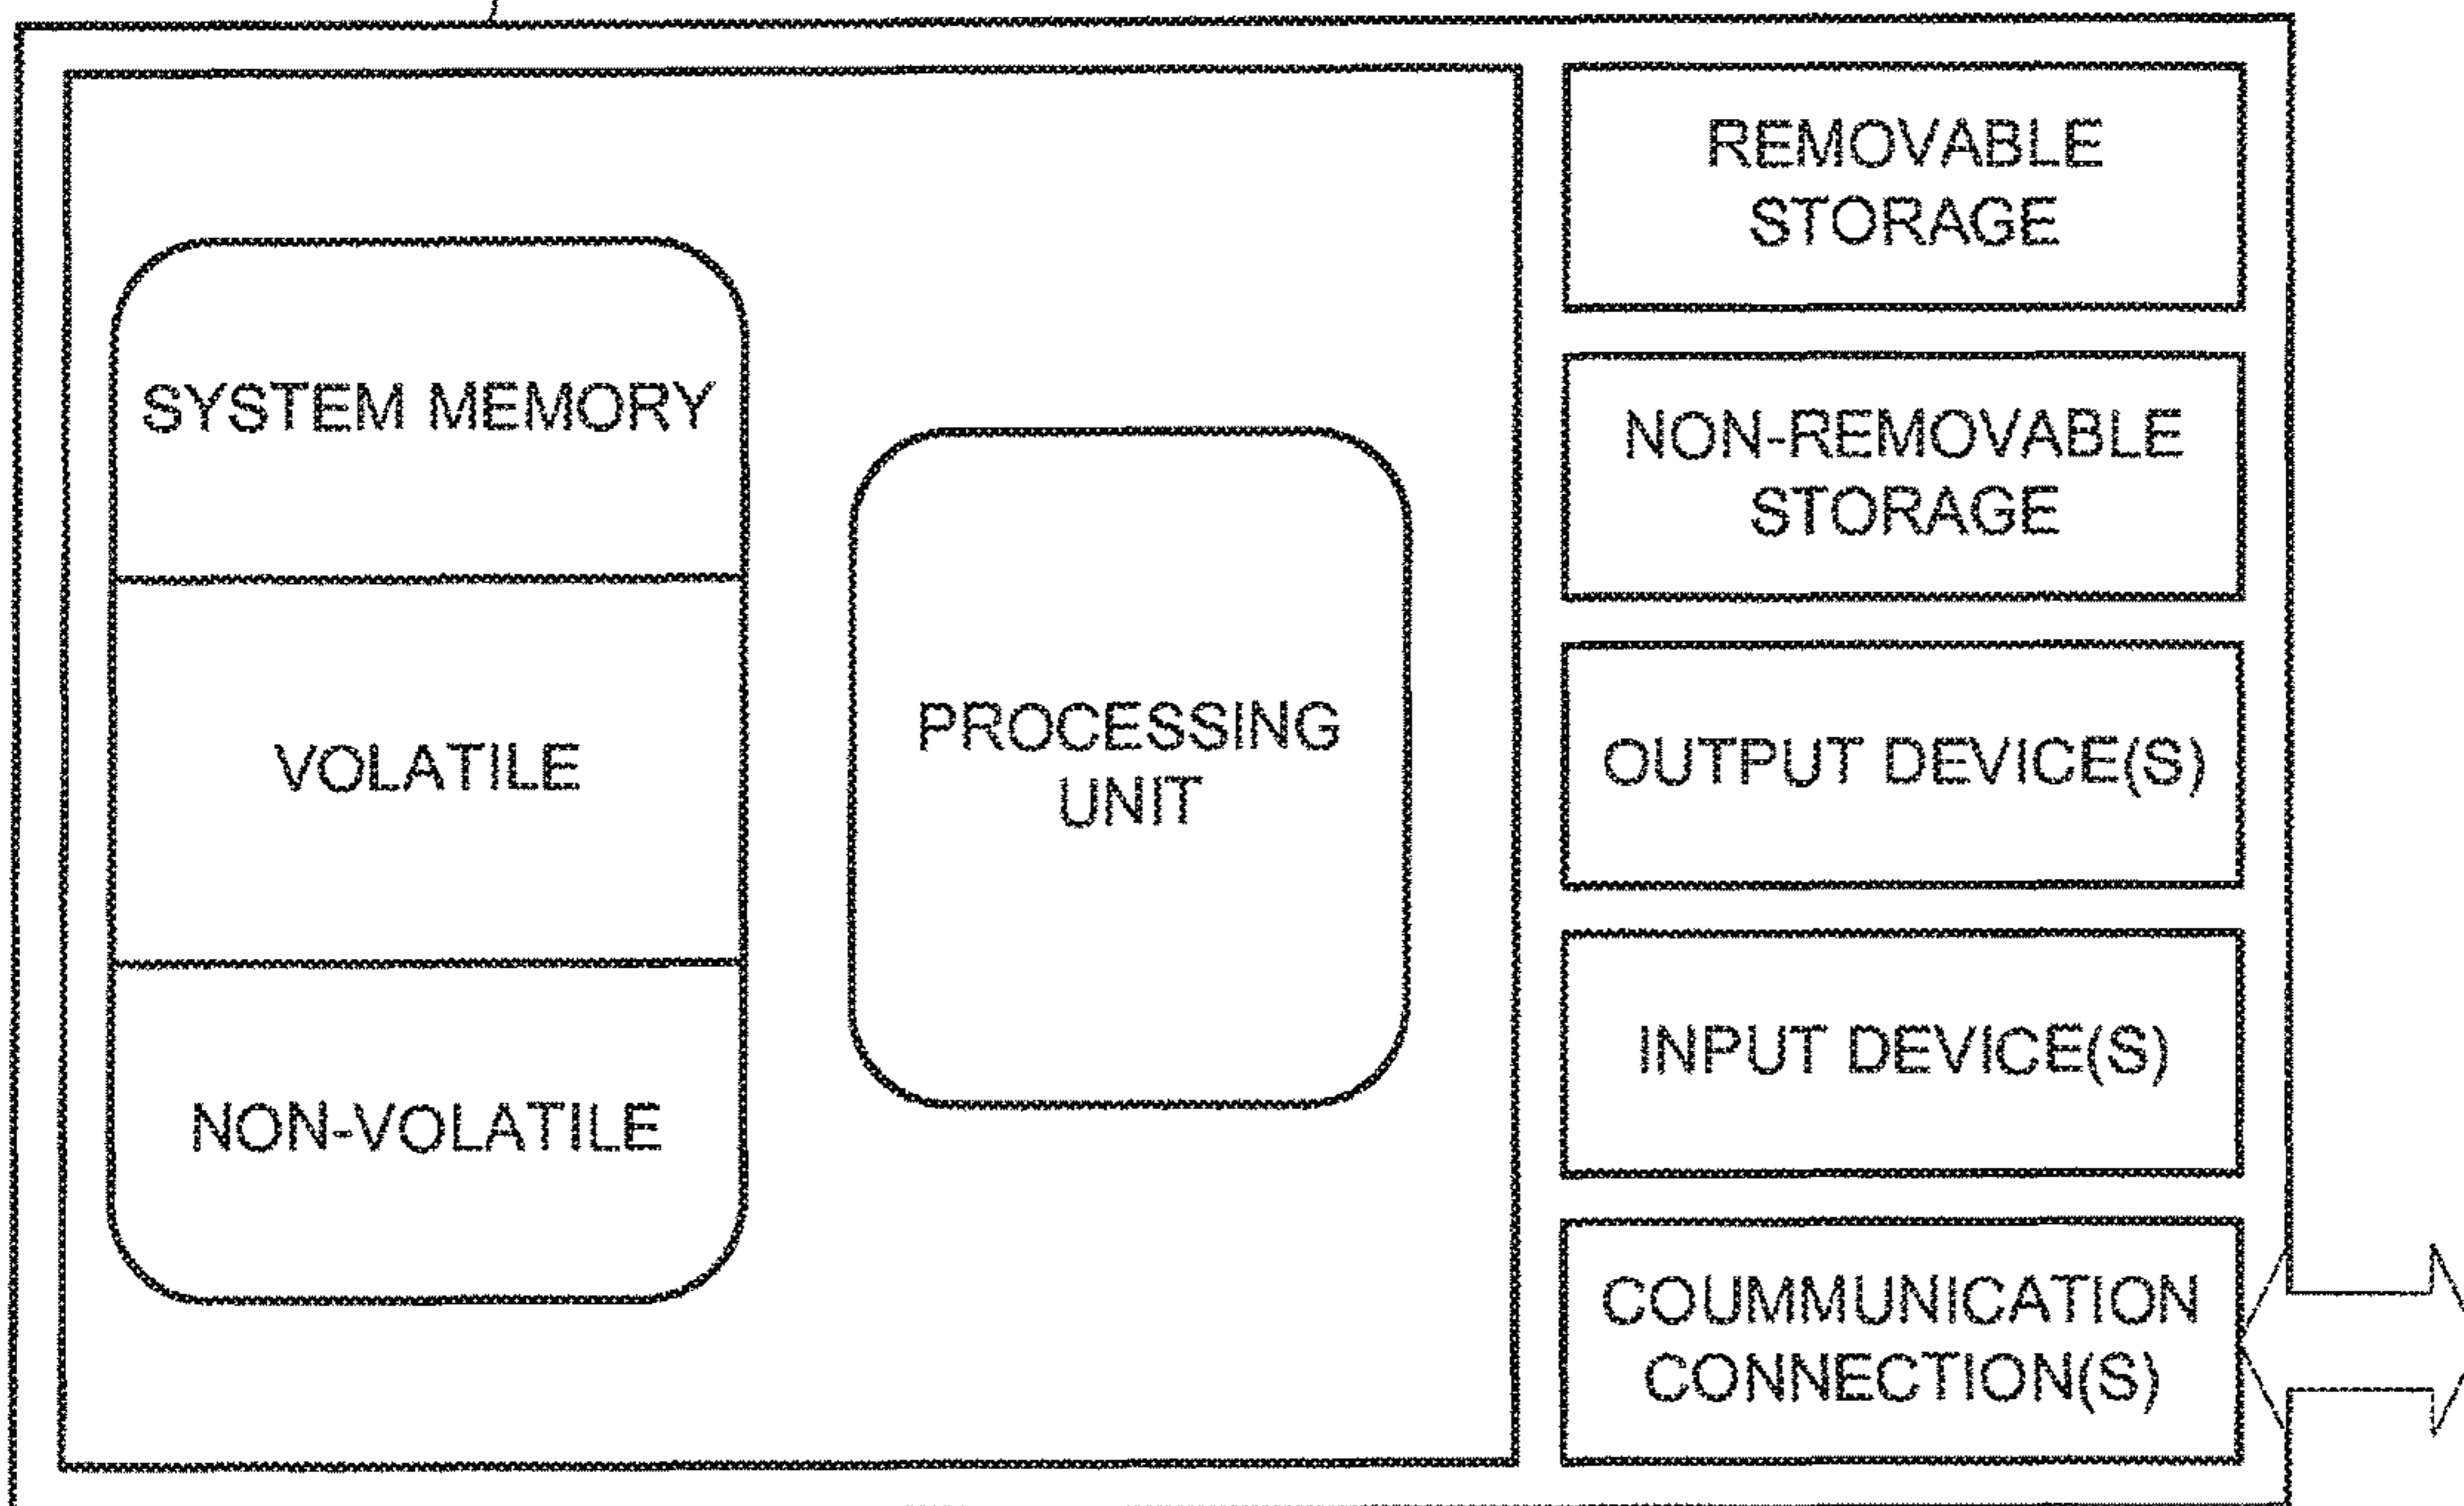 SYSTEM MEMORY
VOLATILE
NON-VOLATILE
PROCESSING
UNIT
REMOVABLE
STORAGE
NON-REMOVABLE
STORAGE
OUTPUT DEVICE(S)
INPUT DEVICE(S)
COUMMUNICATION
CONNECTION(S)